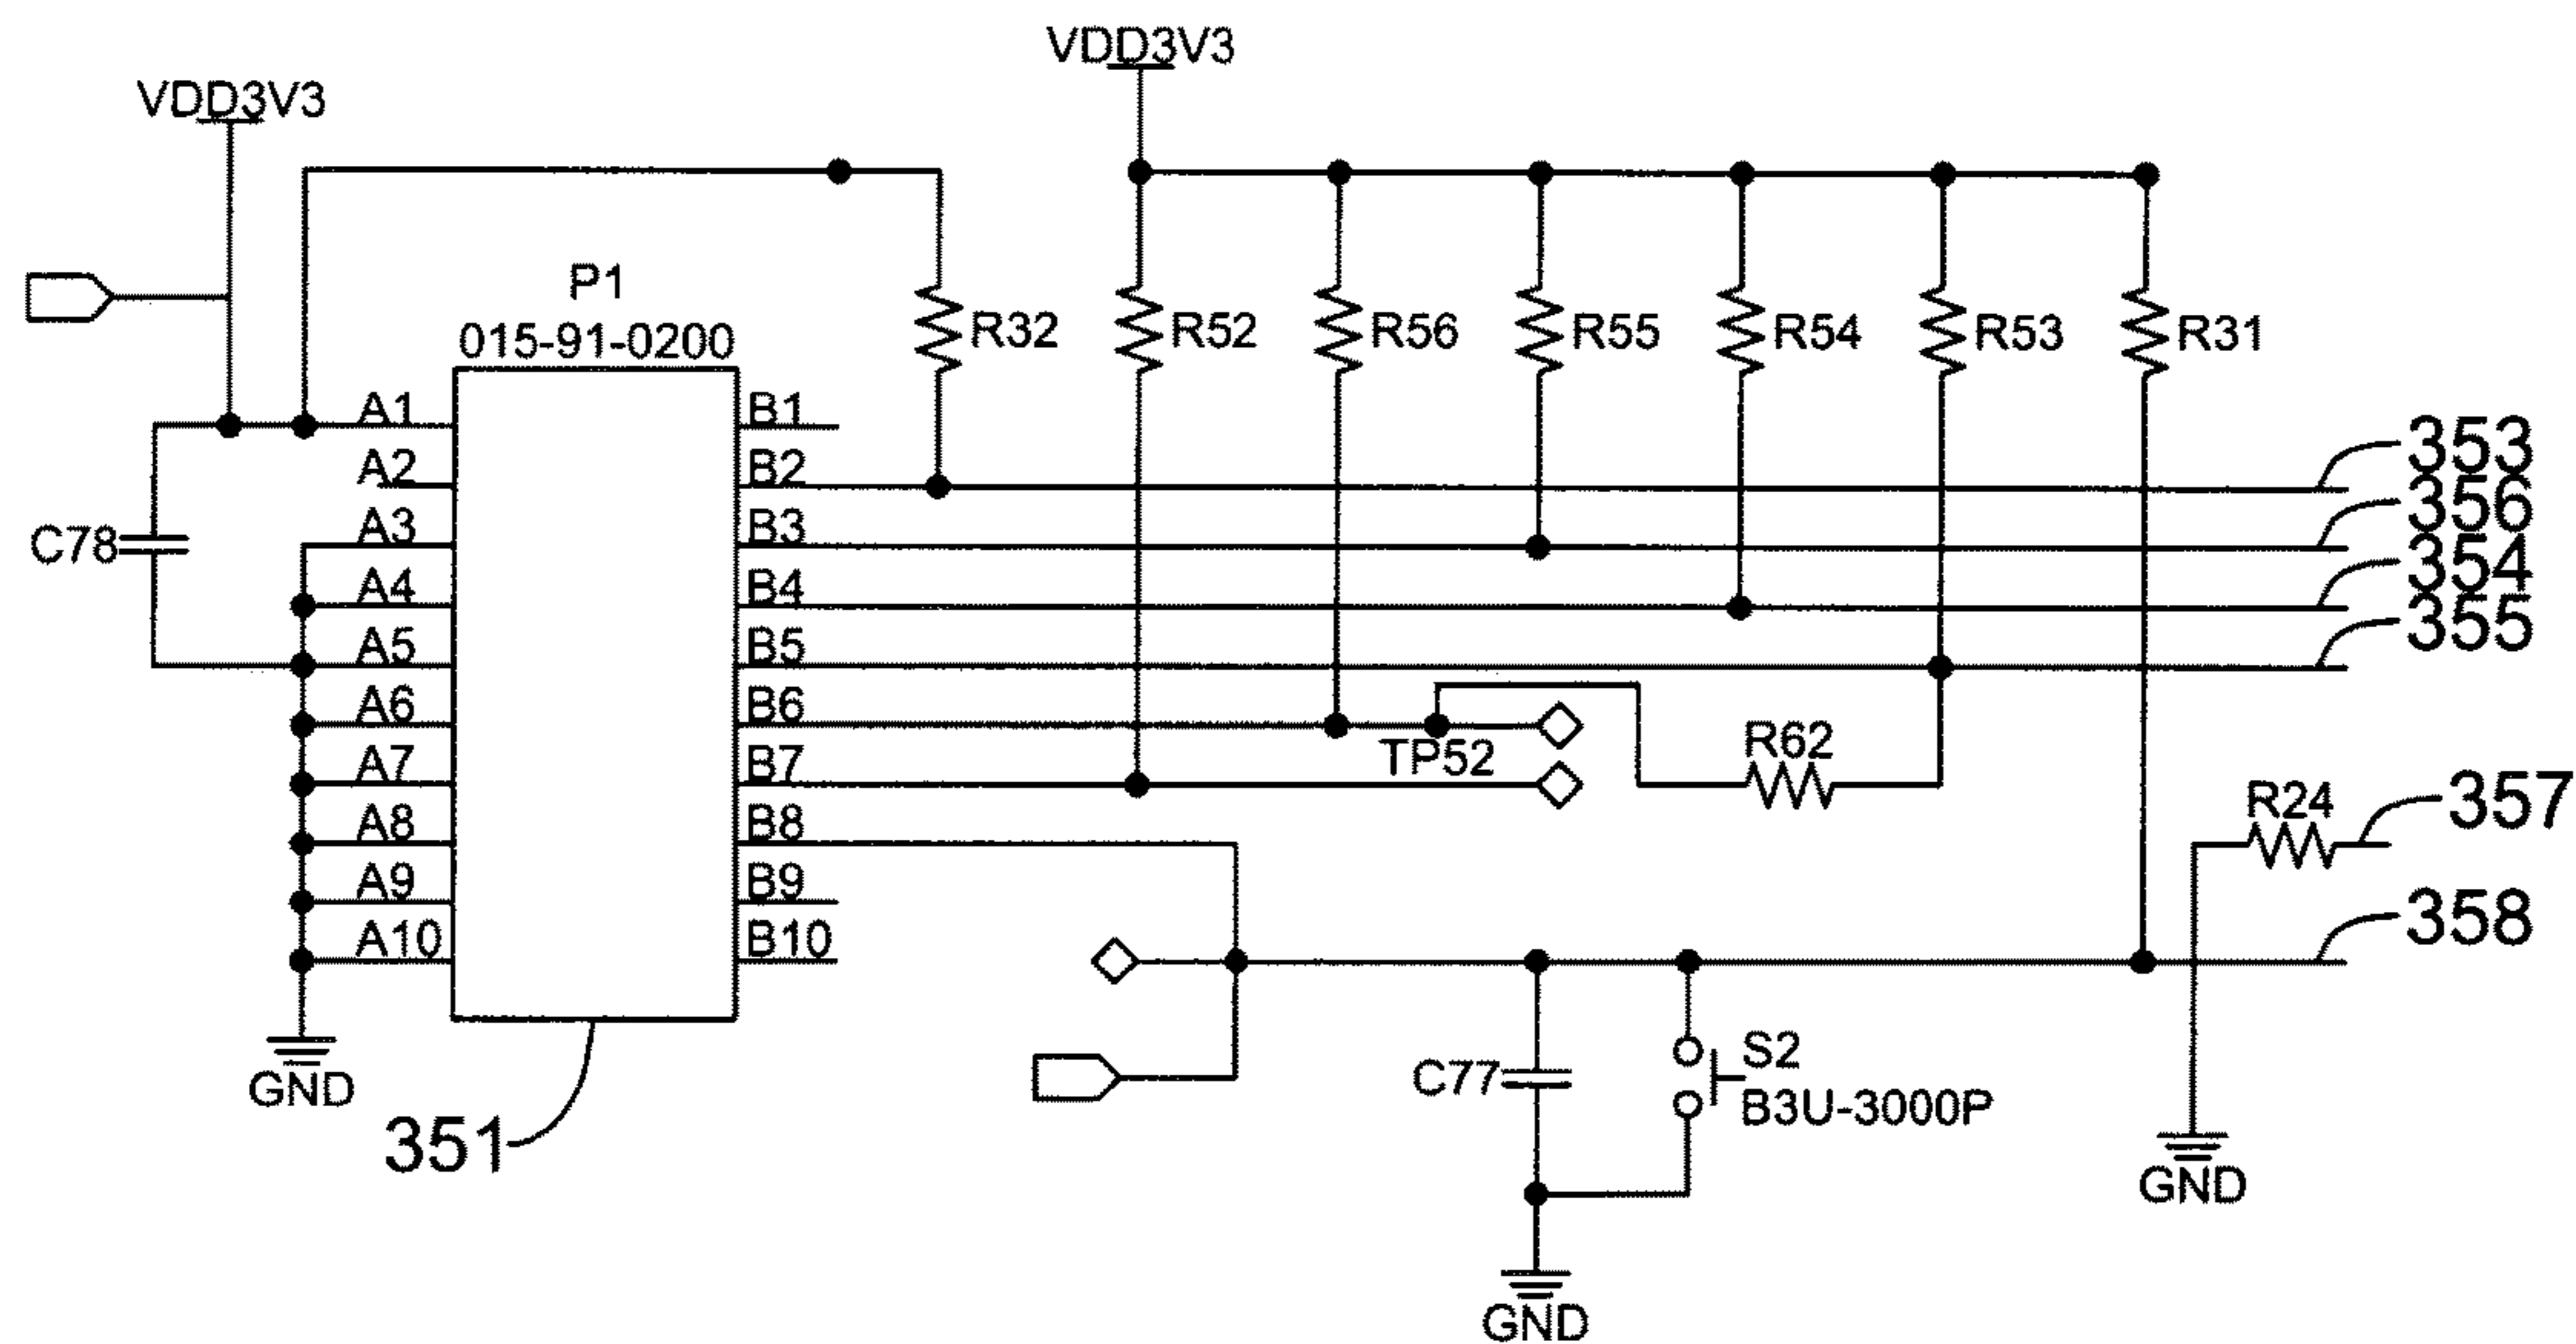 VDD3V3
VDD3V3
P1
015-91-0200
R32
R52
R56
R55
R54
R53
R31
A1
B1
353
A2
B2
356
C78
A3
B3
354
A4
B4
355
A5
B5
A6
B6
TP52
R62
A7
B7
R24
357
A8
B8
A9
B9
358
A10
B10
GND
351
C77
S2
B3U-3000P
GND
GND